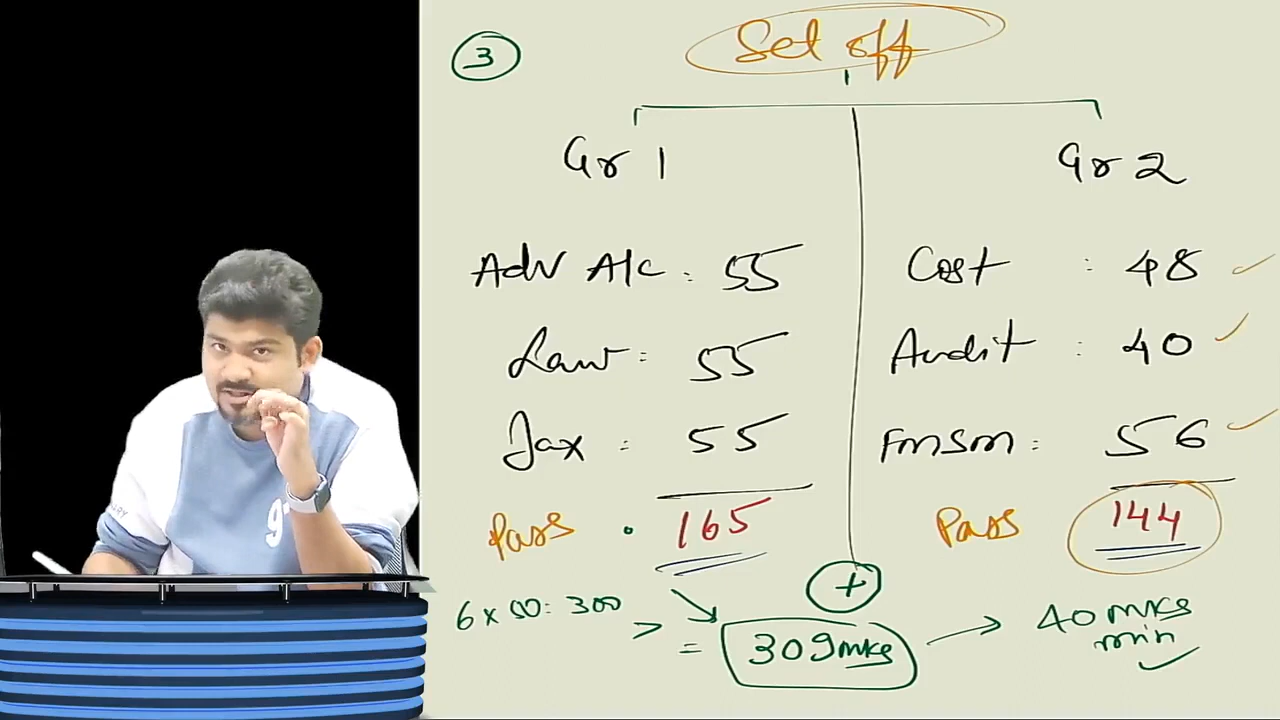 3
Set off
Gr 1
Adv A/c : 55
Law : 55
Tax : 55
Pass . 165
Gr 2
Cost : 48 ✓
Audit : 40 ✓
FMSM : 56 ✓
Pass 144
+
6 x 50 : 300 > = 309 mks → 40 mks
min ✓
9